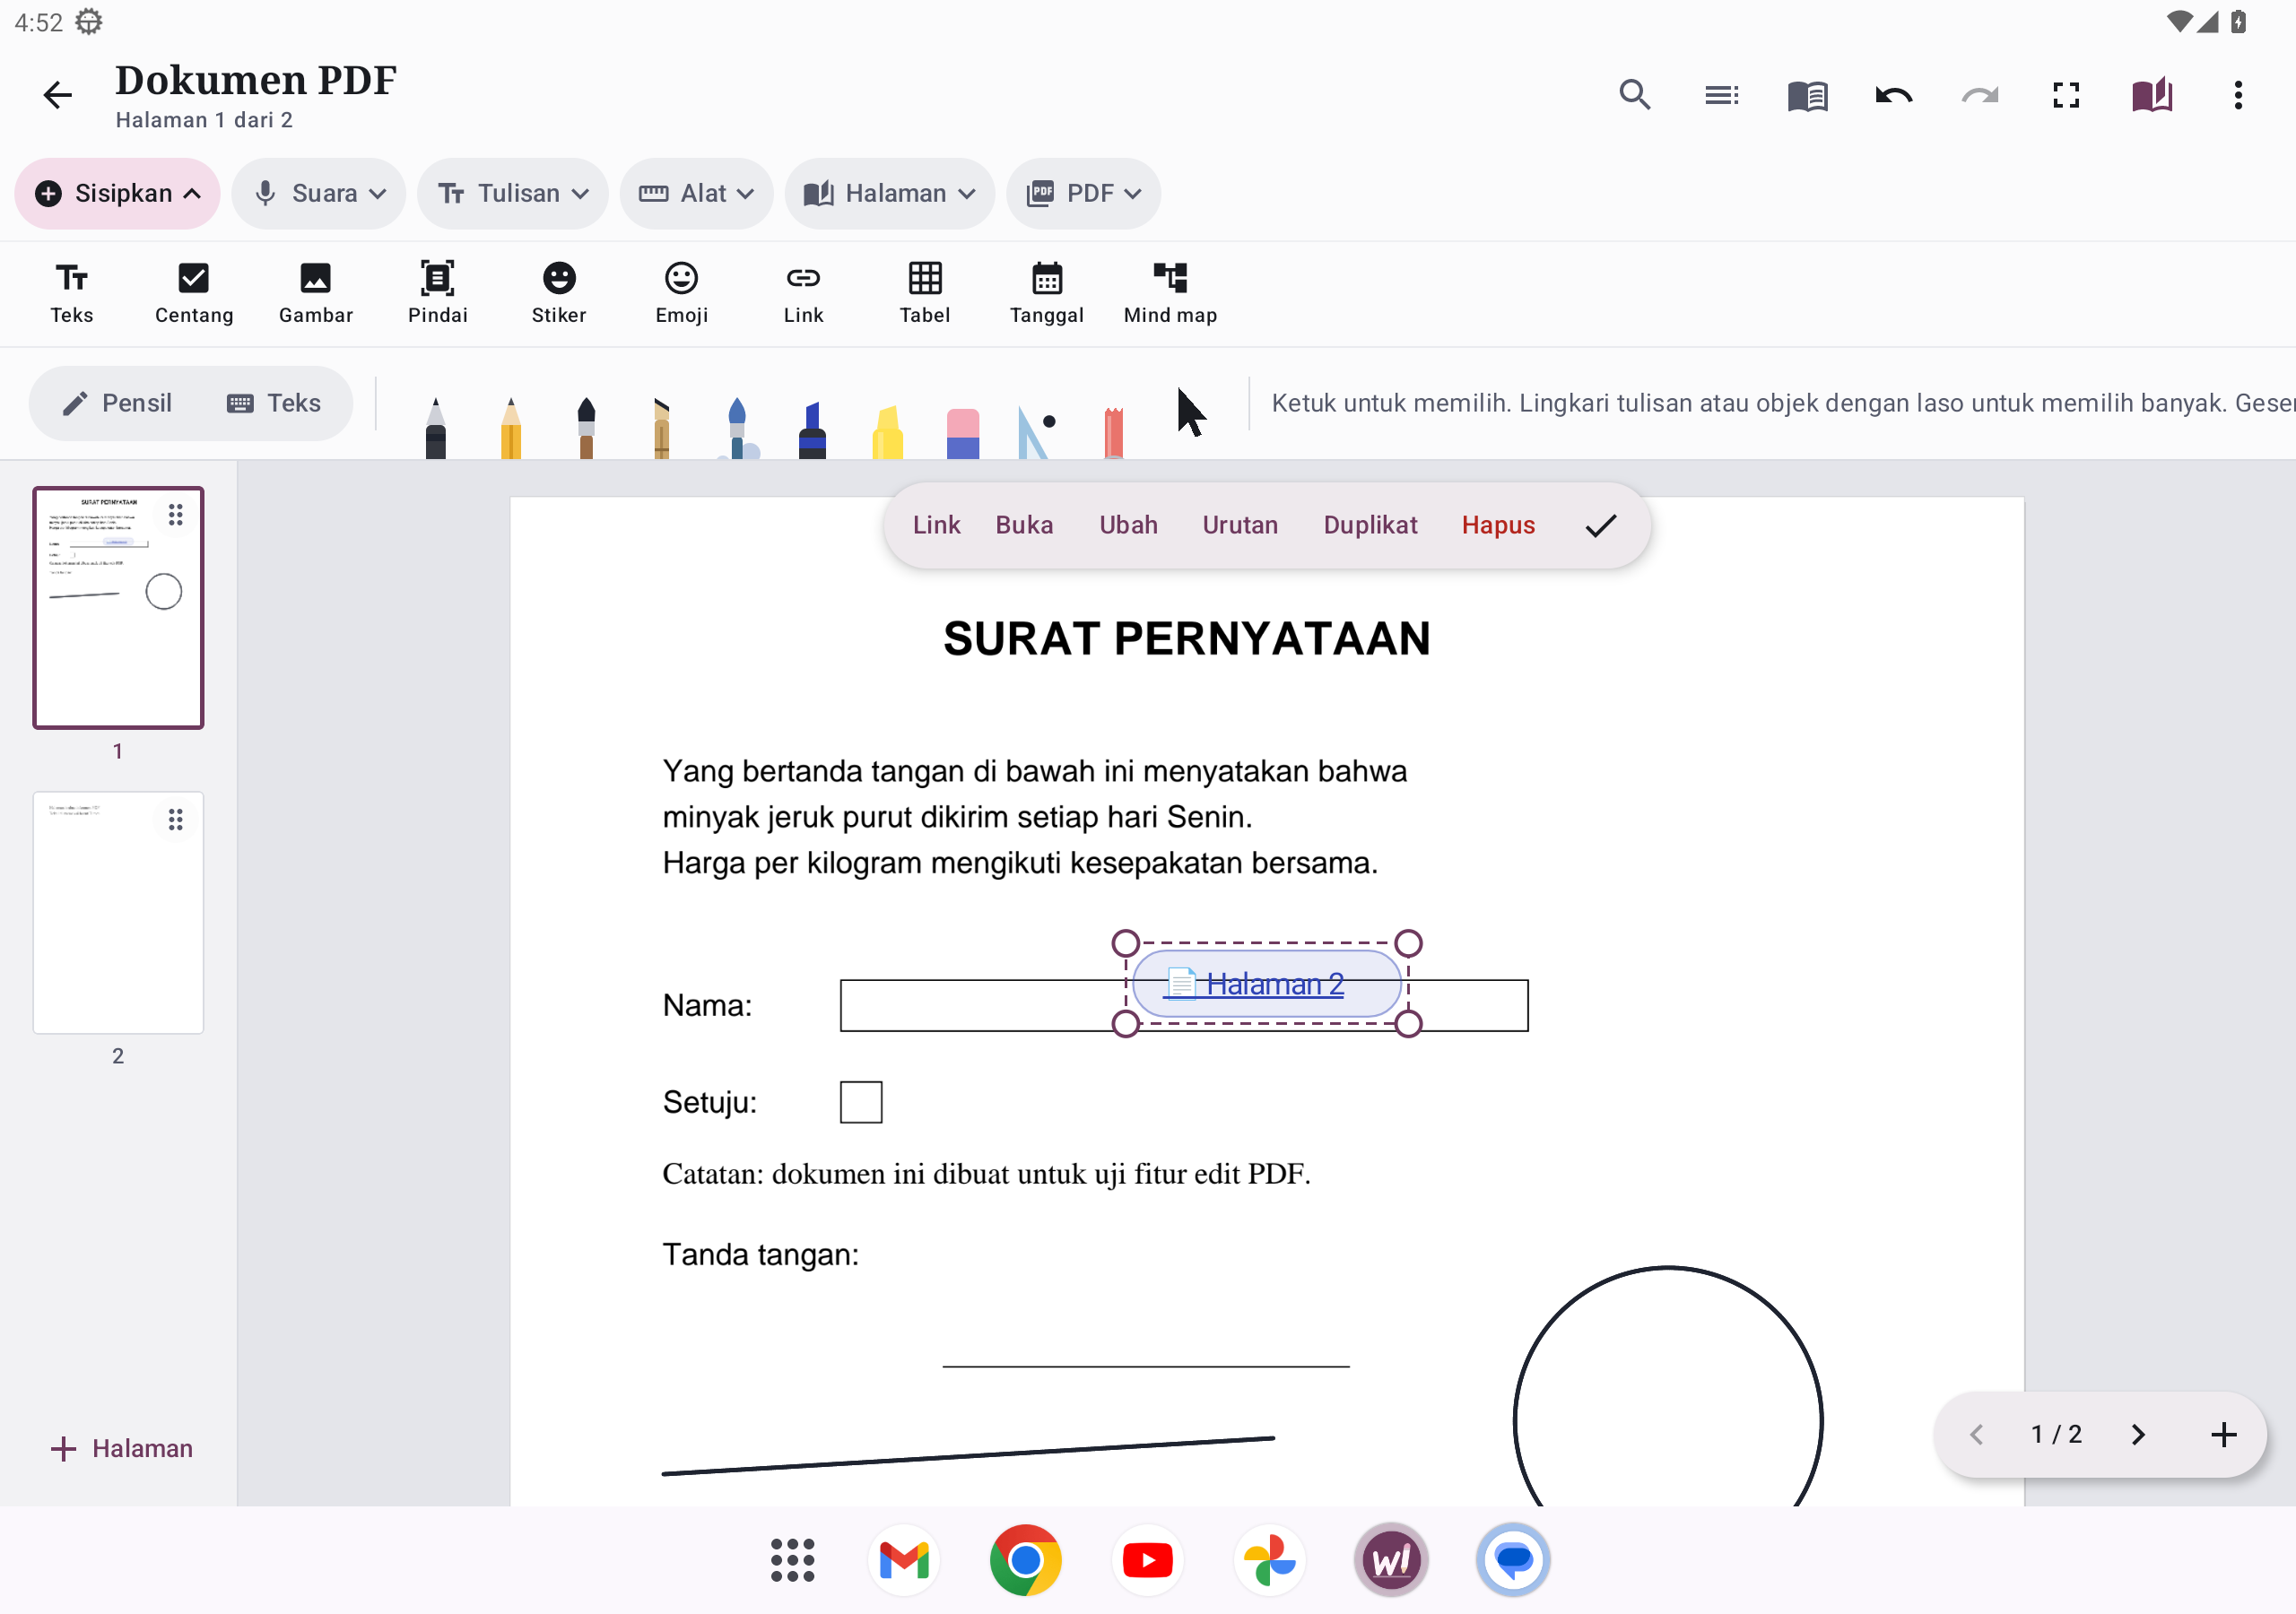 4:52
Dokumen PDF
Halaman 1 dari 2
Sisipkan Suara Tulisan Alat Halaman PDF PDF
Teks Centang Gambar Pindai Stiker Emoji Link Tabel Tanggal Mind map
Pensil Teks Ketuk untuk memilih. Lingkari tulisan atau objek dengan laso untuk memilih banyak.
Link Buka Ubah Urutan Duplikat Hapus
SURAT PERNYATAAN
Yang bertanda tangan di bawah ini menyatakan bahwa
minyak jeruk purut dikirim setiap hari Senin.
Harga per kilogram mengikuti kesepakatan bersama.
Nama: Halaman 2
Setuju:
Catatan: dokumen ini dibuat untuk uji fitur edit PDF.
Tanda tangan:
SURAT PERNYATAAN
1
2
+ Halaman
1 / 2